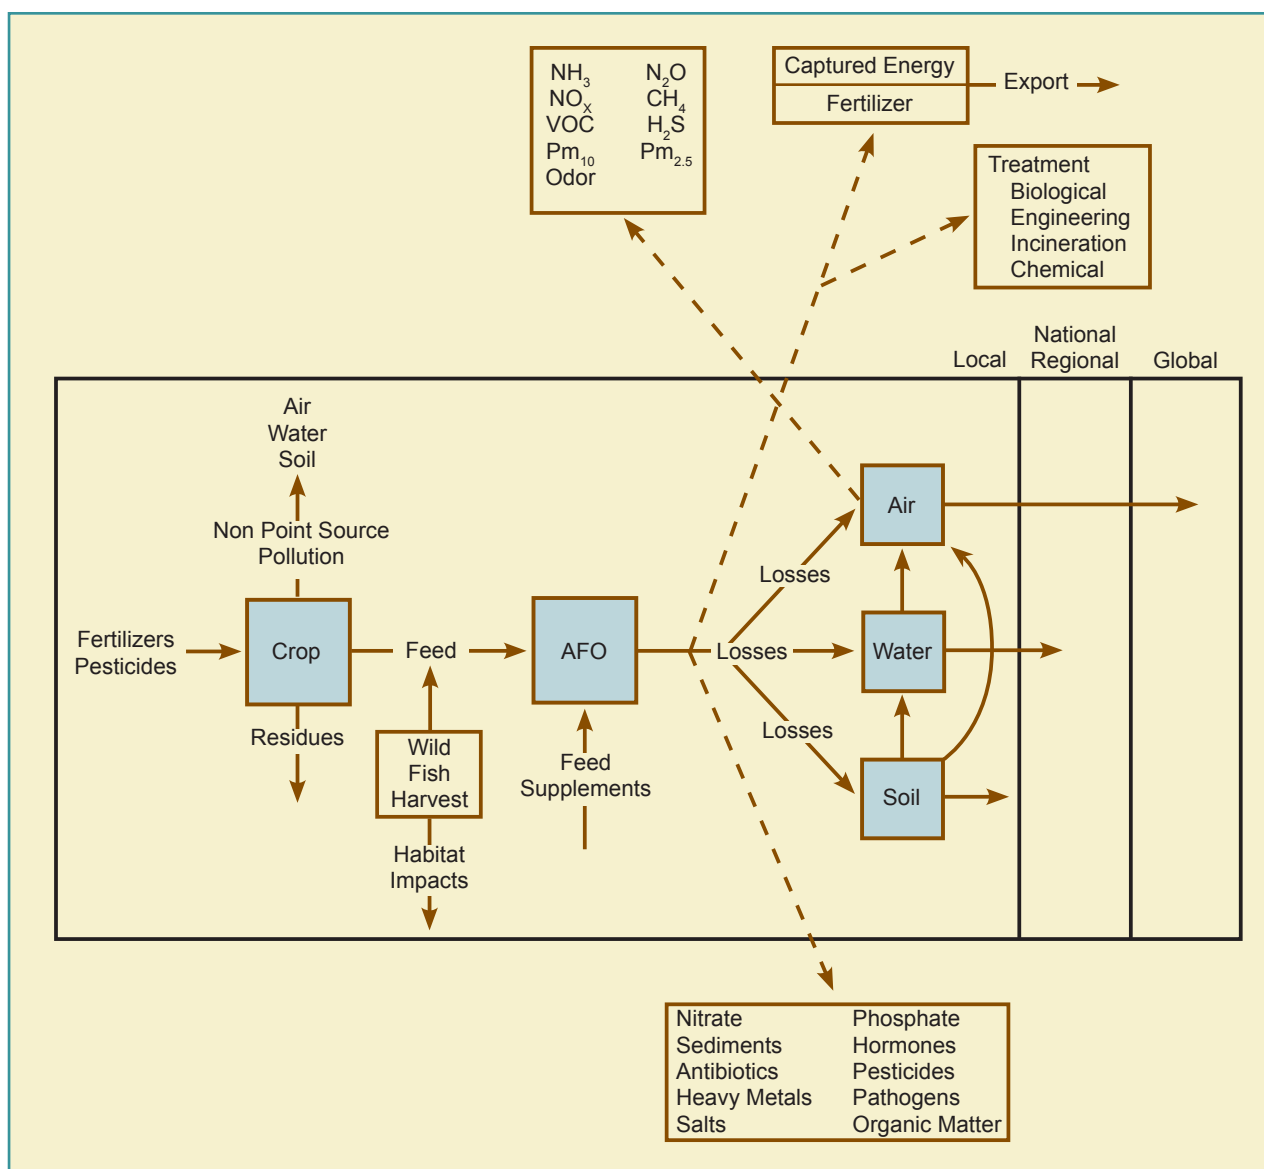 NH₃ N₂O
NOₓ CH₄
VOC H₂S
Pm₁₀ Pm₂.₅
Odor
Captured Energy
Fertilizer
Export
Treatment
Biological
Engineering
Incineration
Chemical
Local
National
Regional
Global
Air
Water
Soil
Non Point Source
Pollution
Fertilizers
Pesticides
Crop
Residues
Feed
Wild
Fish
Harvest
Habitat
Impacts
AFO
Feed
Supplements
Losses
Losses
Losses
Air
Water
Soil
Nitrate Phosphate
Sediments Hormones
Antibiotics Pesticides
Heavy Metals Pathogens
Salts Organic Matter